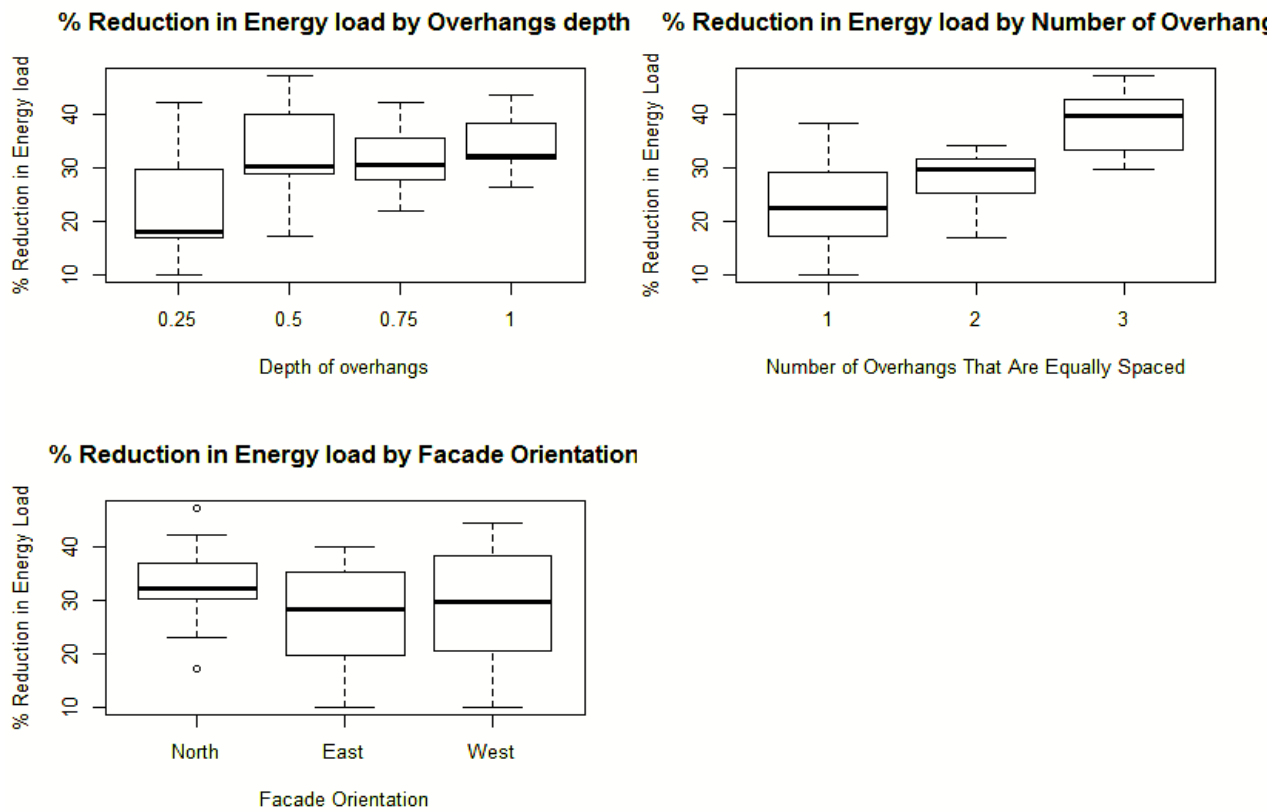 % Reduction in Energy load by Overhangs depth
% Reduction in Energy load
40
30
20
10
0.25 0.5 0.75 1
Depth of overhangs
% Reduction in Energy load by Number of Overhang
% Reduction in Energy Load
40
30
20
10
1 2 3
Number of Overhangs That Are Equally Spaced
% Reduction in Energy load by Facade Orientation
% Reduction in Energy Load
40
30
20
10
North East West
Facade Orientation